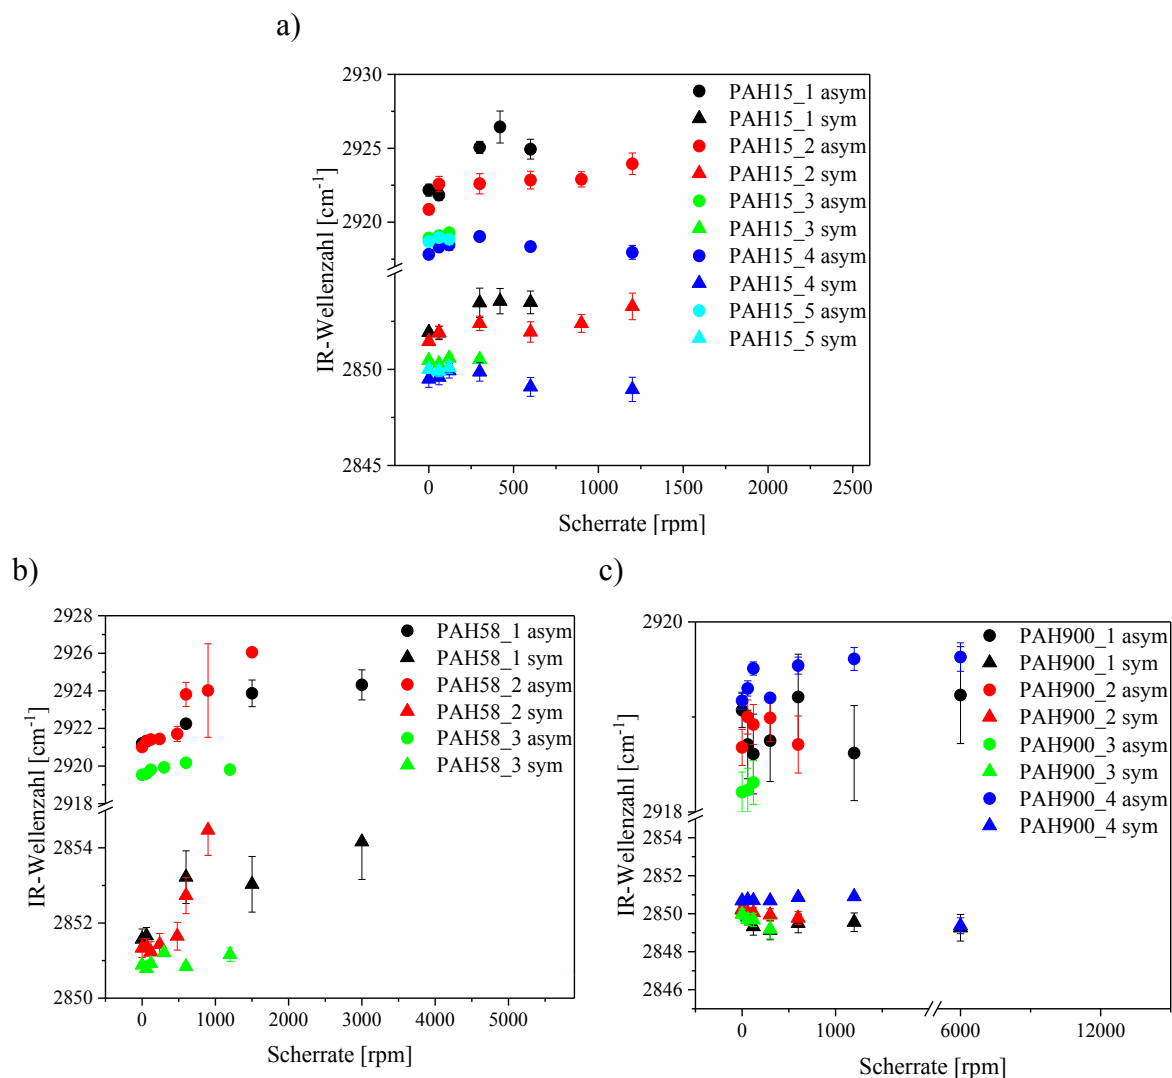 a)
2930
2925
2920
2850
2845
IR-Wellenzahl [cm⁻¹]
0 500 1000 1500 2000 2500
Scherrate [rpm]
PAH15_1 asym
PAH15_1 sym
PAH15_2 asym
PAH15_2 sym
PAH15_3 asym
PAH15_3 sym
PAH15_4 asym
PAH15_4 sym
PAH15_5 asym
PAH15_5 sym
b)
2928
2926
2924
2922
2920
2918
2854
2852
2850
IR-Wellenzahl [cm⁻¹]
0 1000 2000 3000 4000 5000
Scherrate [rpm]
PAH58_1 asym
PAH58_1 sym
PAH58_2 asym
PAH58_2 sym
PAH58_3 asym
PAH58_3 sym
c)
2920
2918
2854
2852
2850
2848
2846
IR-Wellenzahl [cm⁻¹]
0 1000 6000 12000
Scherrate [rpm]
PAH900_1 asym
PAH900_1 sym
PAH900_2 asym
PAH900_2 sym
PAH900_3 asym
PAH900_3 sym
PAH900_4 asym
PAH900_4 sym